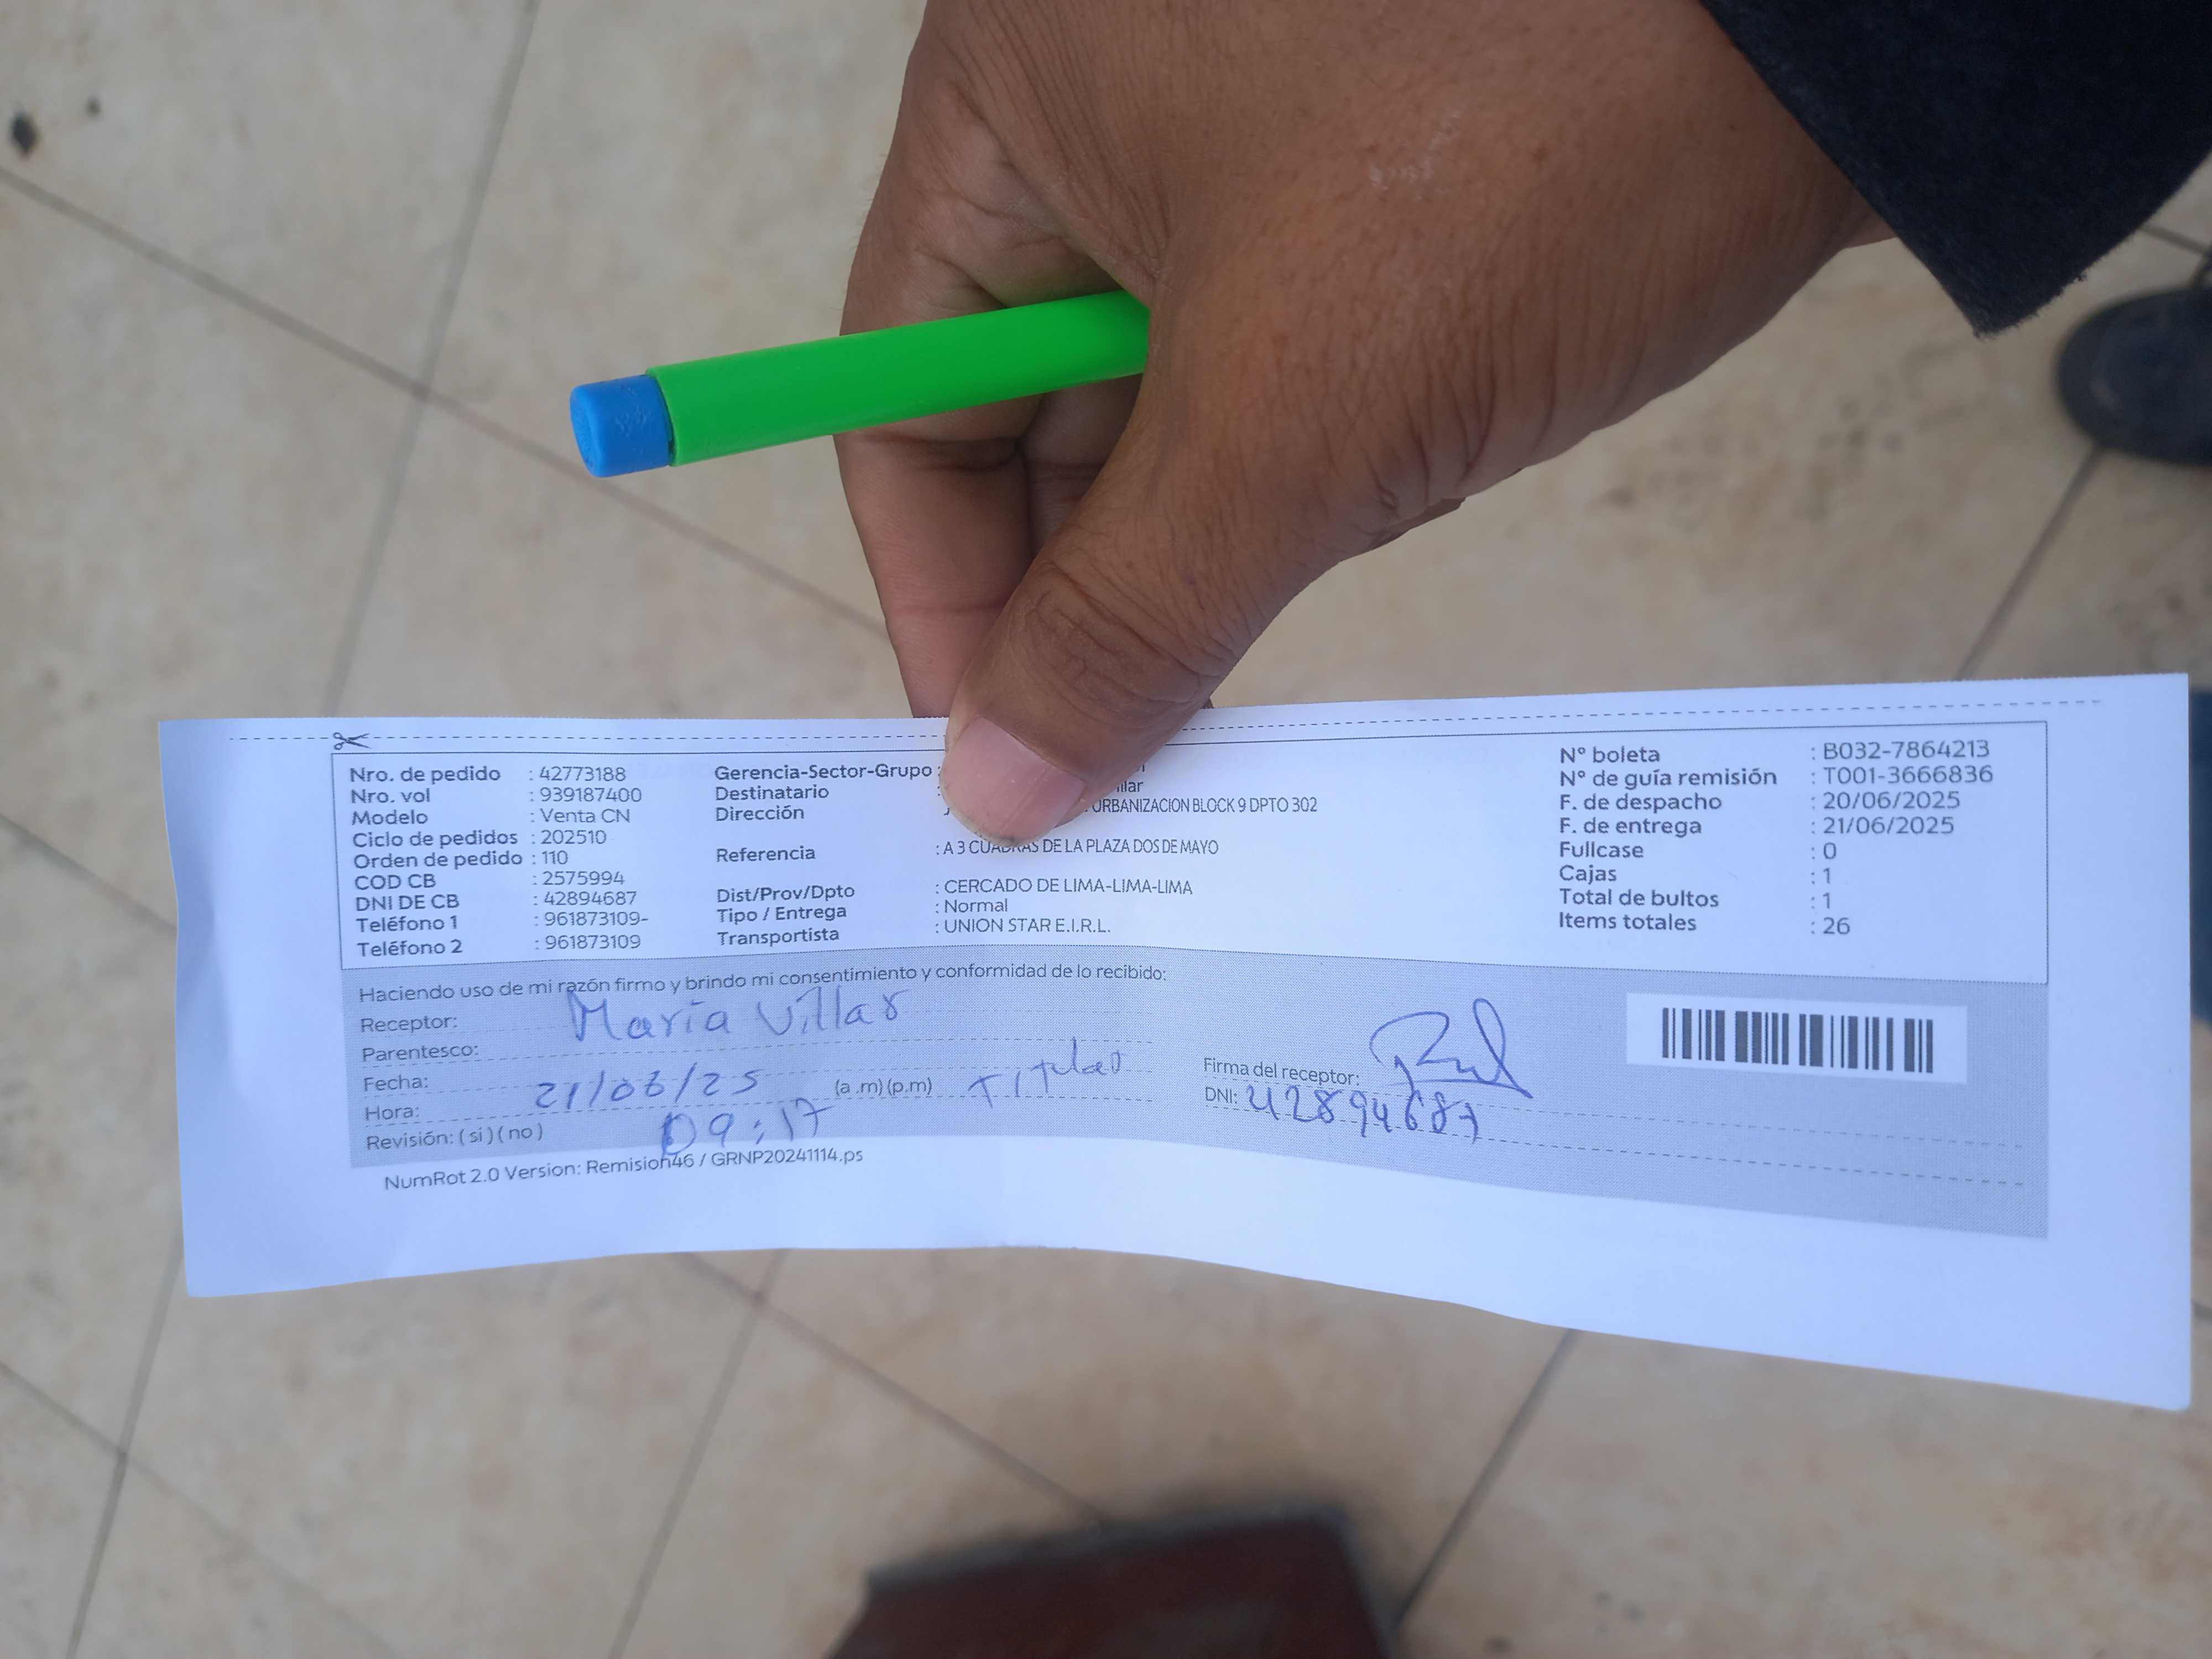 Nro. de pedido : 42773188
Nro. vol : 939187400
Modelo : Venta CN
Ciclo de pedidos : 202510
Orden de pedido : 110
COD CB : 2575994
DNI DE CB : 42894687
Teléfono 1 : 961873109-
Teléfono 2 : 961873109
Gerencia-Sector-Grupo :
Destinatario
Dirección URBANIZACION BLOCK 9 DPTO 302
Referencia : A 3 CUADRAS DE LA PLAZA DOS DE MAYO
Dist/Prov/Dpto : CERCADO DE LIMA-LIMA-LIMA
Tipo / Entrega : Normal
Transportista : UNION STAR E.I.R.L.
N° boleta : B032-7864213
N° de guía remisión : T001-3666836
F. de despacho : 20/06/2025
F. de entrega : 21/06/2025
Fullcase : 0
Cajas : 1
Total de bultos : 1
Items totales : 26
Haciendo uso de mi razón firmo y brindo mi consentimiento y conformidad de lo recibido:
Receptor: Maria Villar
Parentesco: Titular
Fecha: 21/06/25
Hora: 09:17 (a .m) (p.m)
Revisión: ( si ) ( no )
Firma del receptor:
DNI: 42894687
NumRot 2.0 Version: Remision46 / GRNP20241114.ps